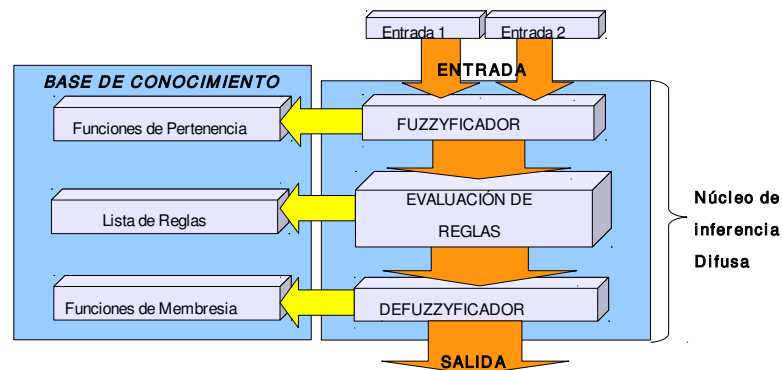 Entrada 1
Entrada 2
ENTRADA
BASE DE CONOCIMIENTO
Funciones de Pertenencia
FUZZYFICADOR
Lista de Reglas
EVALUACIÓN DE
REGLAS
Núcleo de
inferencia
Difusa
Funciones de Membresia
DEFUZZYFICADOR
SALIDA